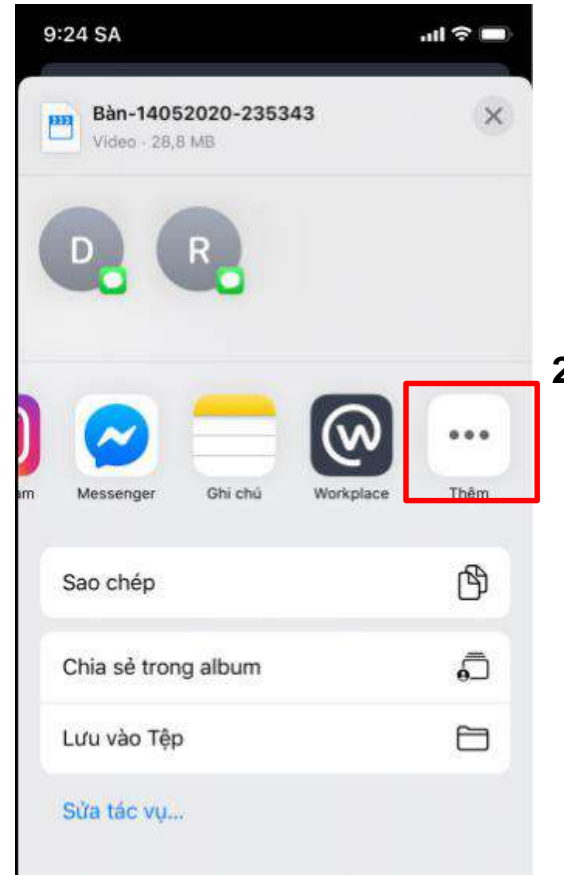 9:24 SA
Bàn-14052020-235343
Video - 28,8 MB
D R
2
am Messenger Ghi chú Workplace Thêm
Sao chép
Chia sẻ trong album
Lưu vào Tệp
Sửa tác vụ...